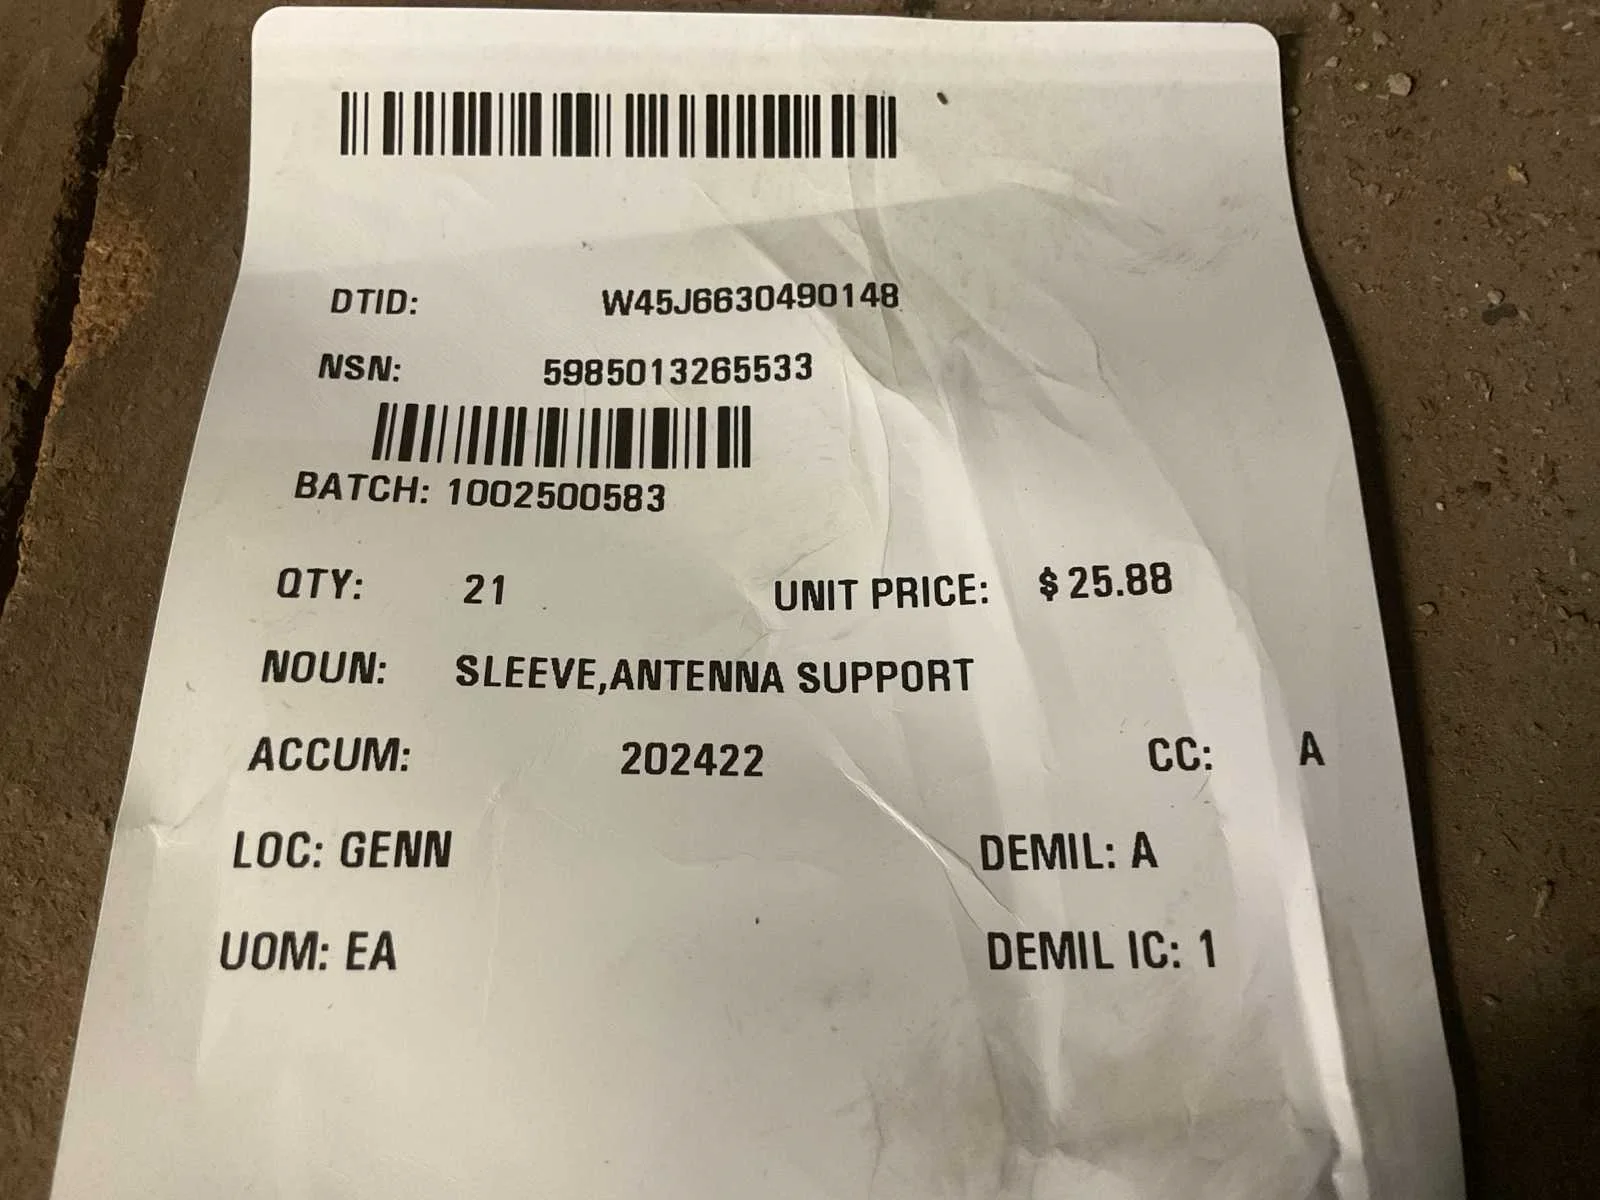 DTID: W45J6630490148
NSN: 5985013265533
BATCH: 1002500583
QTY: 21 UNIT PRICE: $ 25.88
NOUN: SLEEVE,ANTENNA SUPPORT
ACCUM: 202422 CC: A
LOC: GENN DEMIL: A
UOM: EA DEMIL IC: 1